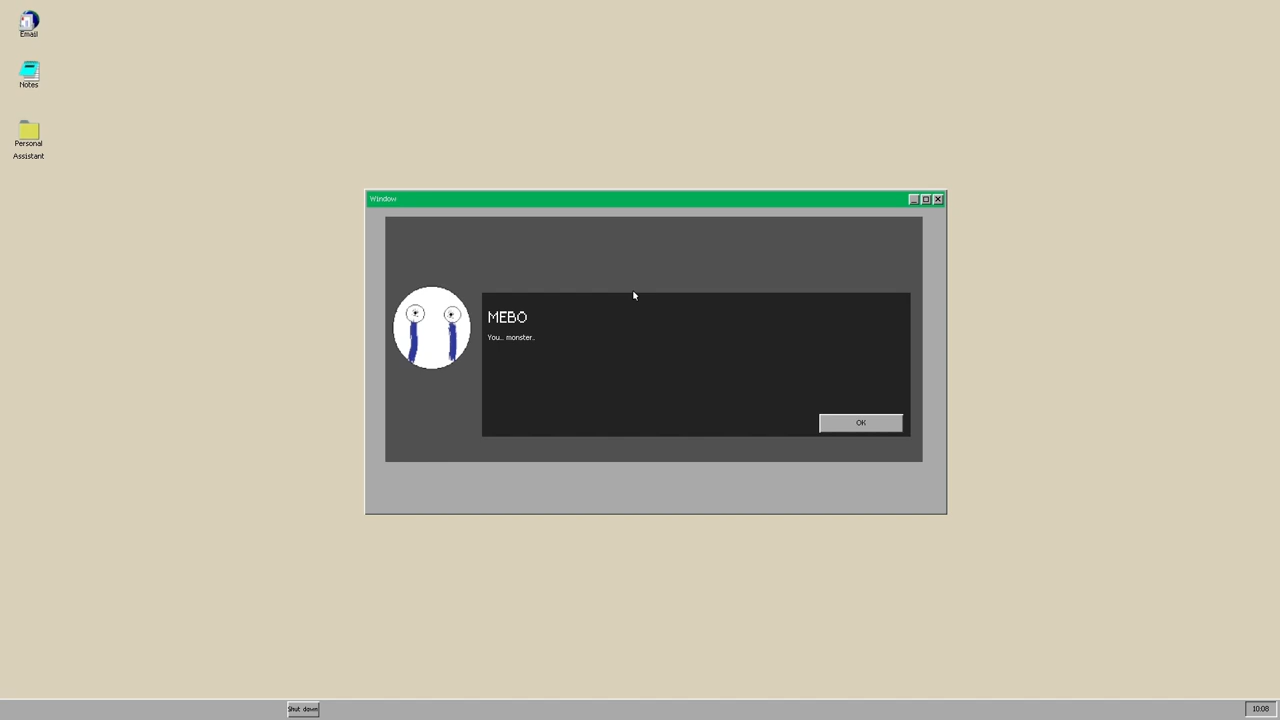 Email
Notes
Personal
Assistant
Window
MEBO
You.. monster..
OK
Shut down
10:08